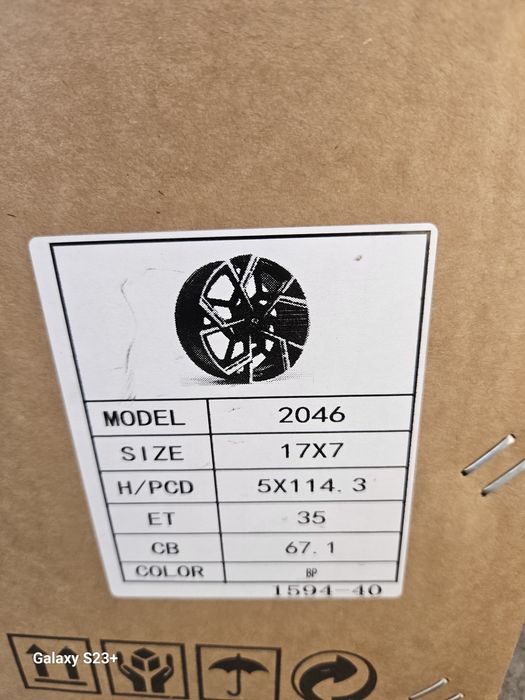 MODEL 2046
SIZE 17X7
H/PCD 5X114.3
ET 35
CB 67.1
COLOR BP
1594-40
Galaxy S23+